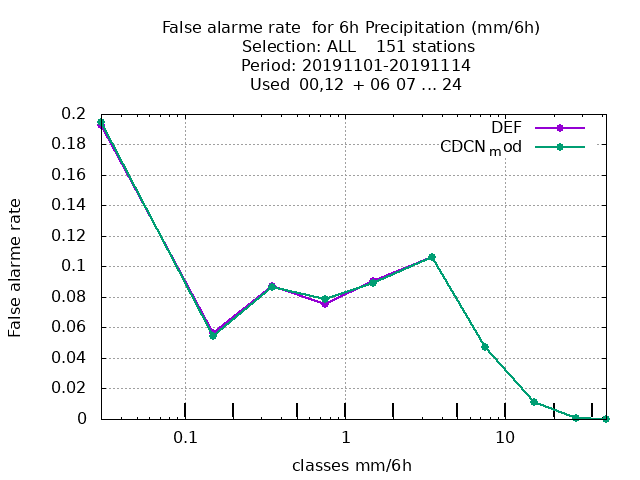 False alarme rate  for 6h Precipitation (mm/6h)
Selection: ALL    151 stations
Period: 20191101-20191114
Used  00,12  + 06 07 ... 24
DEF
CDCNmod
0.2
0.18
0.16
0.14
0.12
0.1
0.08
0.06
0.04
0.02
0
False alarme rate
0.1
1
10
classes mm/6h